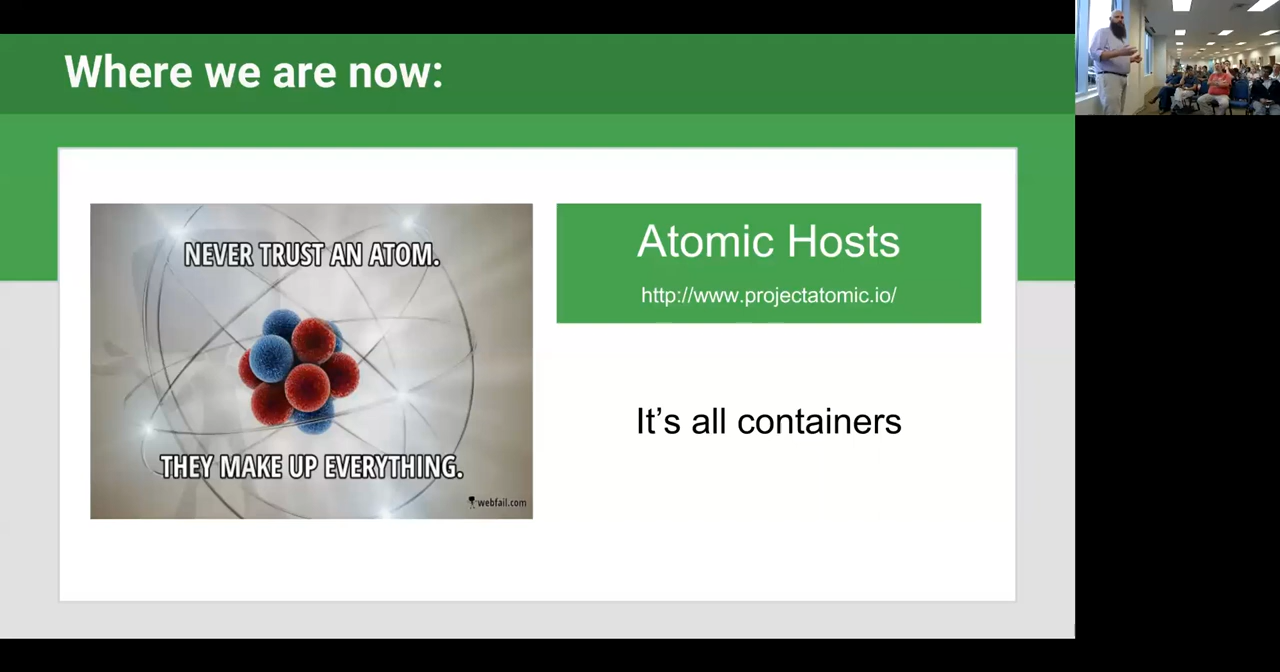 Where we are now:
NEVER TRUST AN ATOM.
THEY MAKE UP EVERYTHING.
webfail.com
Atomic Hosts
http://www.projectatomic.io/
It's all containers